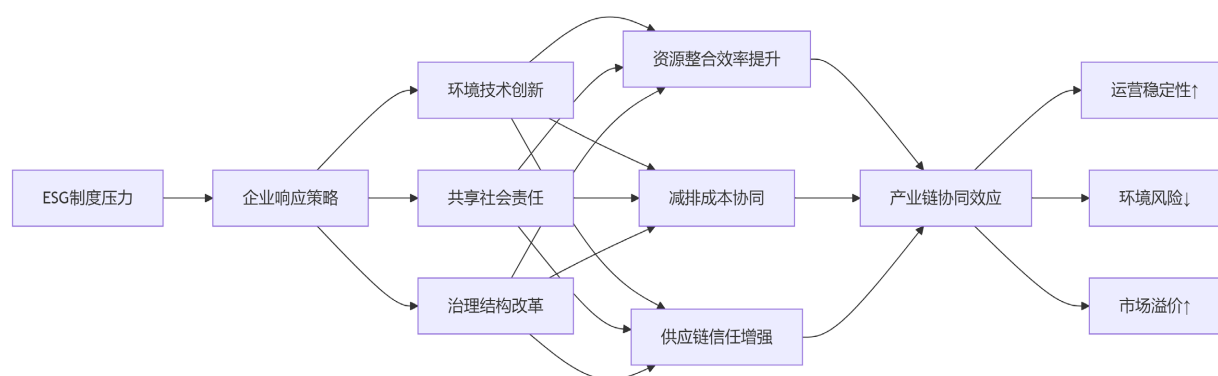 ESG制度压力
企业响应策略
环境技术创新
共享社会责任
治理结构改革
资源整合效率提升
减排成本协同
供应链信任增强
产业链协同效应
运营稳定性↑
环境风险↓
市场溢价↑